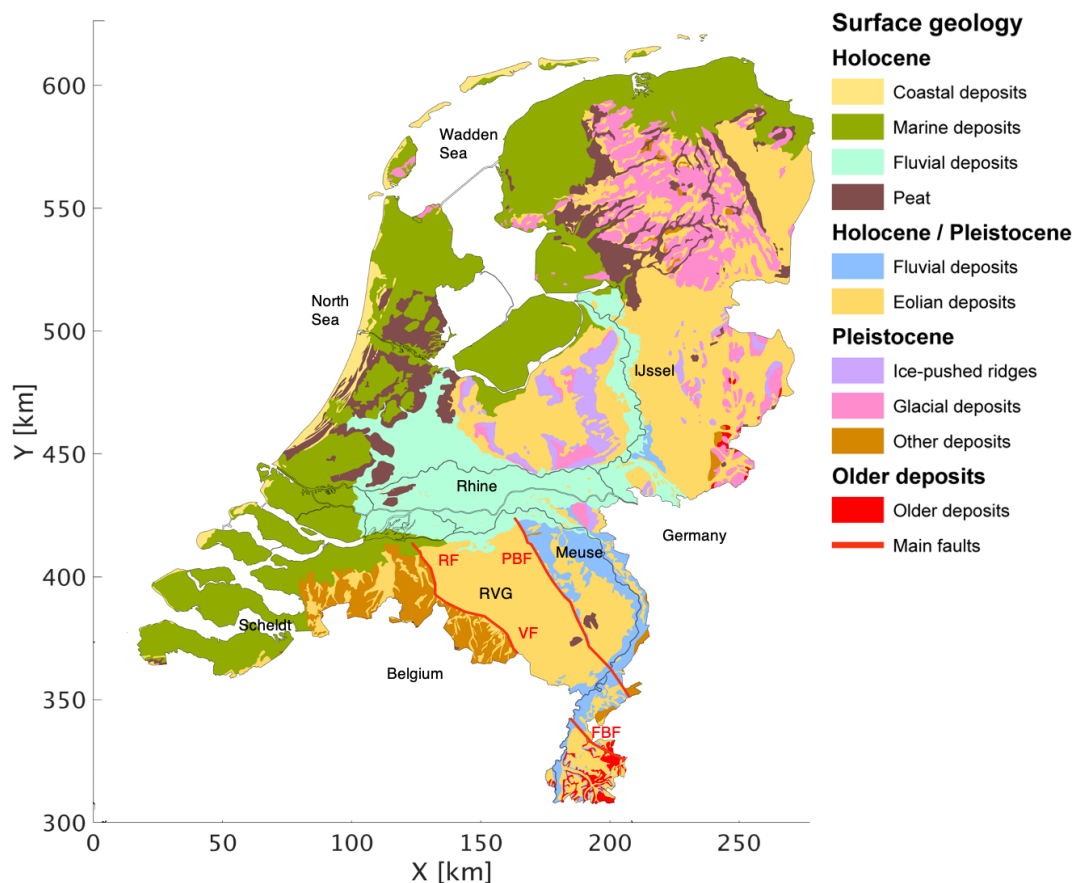 Surface geology
Holocene
Coastal deposits
Marine deposits
Fluvial deposits
Peat
Holocene / Pleistocene
Fluvial deposits
Eolian deposits
Pleistocene
Ice-pushed ridges
Glacial deposits
Other deposits
Older deposits
Older deposits
Main faults
Y [km]
600
550
500
450
400
350
300
0
50
100
150
200
250
X [km]
Wadden
Sea
North
Sea
IJssel
Rhine
Germany
Meuse
RF
PBF
RVG
VF
Scheldt
Belgium
FBF